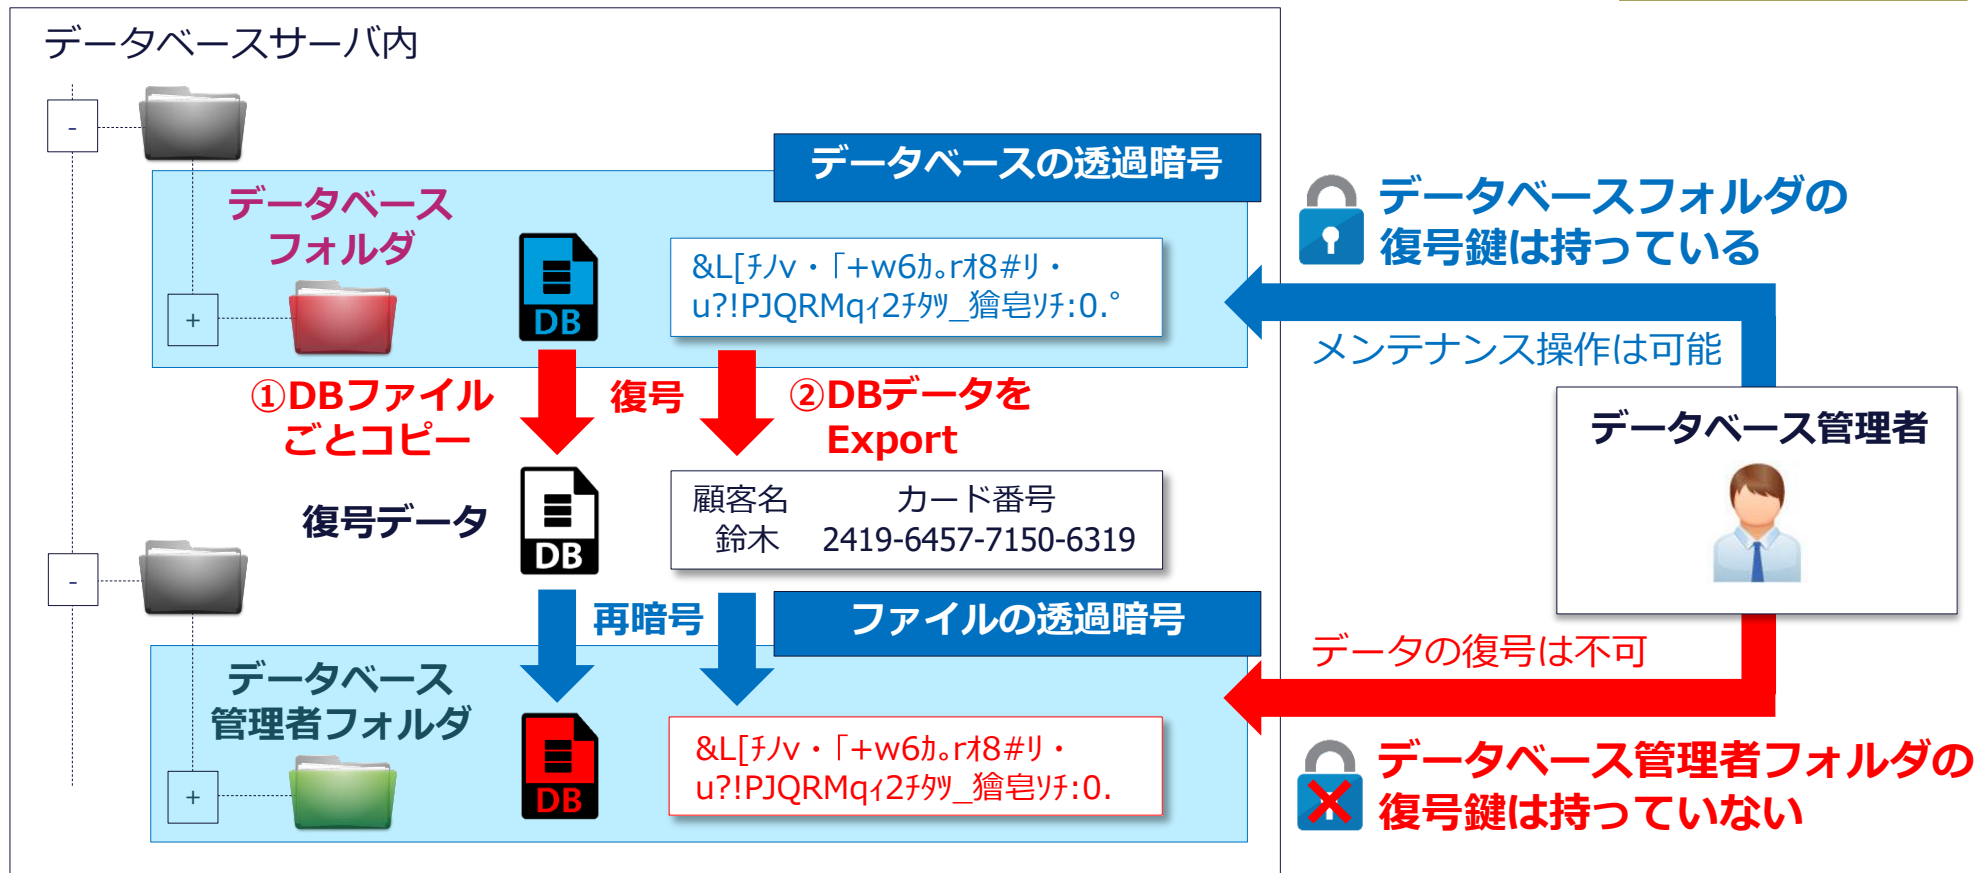 データベースサーバ内
-
データベースの透過暗号
データベース
フォルダ
+
DB
&L[ﾁﾉv・「+w6ｶ。rｵ8#リ・
u?!PJQRMqｨ2ﾁﾀﾂ_獪皀ｿﾁ:0.°
データベースフォルダの
復号鍵は持っている
メンテナンス操作は可能
①DBファイル
ごとコピー
復号
②DBデータを
Export
データベース管理者
復号データ
DB
顧客名 カード番号
鈴木 2419-6457-7150-6319
-
再暗号
ファイルの透過暗号
データの復号は不可
データベース
管理者フォルダ
+
DB
&L[ﾁﾉv・「+w6ｶ。rｵ8#リ・
u?!PJQRMqｨ2ﾁﾀﾂ_獪皀ｿﾁ:0.
データベース管理者フォルダの
復号鍵は持っていない